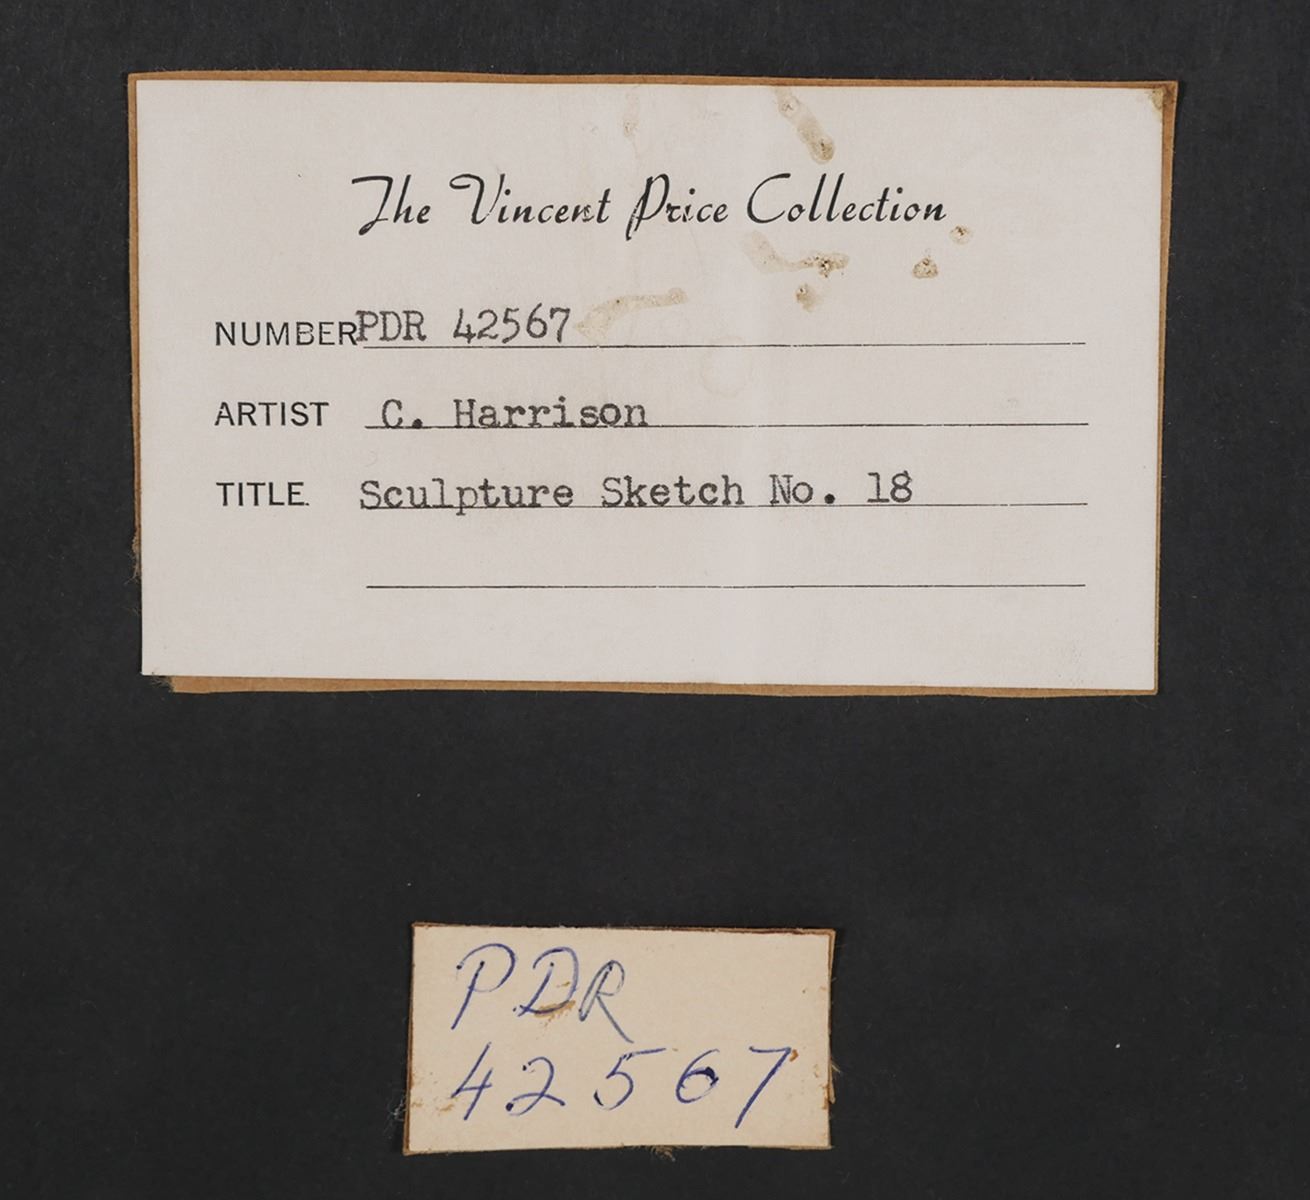 The Vincent Price Collection
NUMBER PDR 42567
ARTIST C. Harrison
TITLE Sculpture Sketch No. 18
PDR
42567